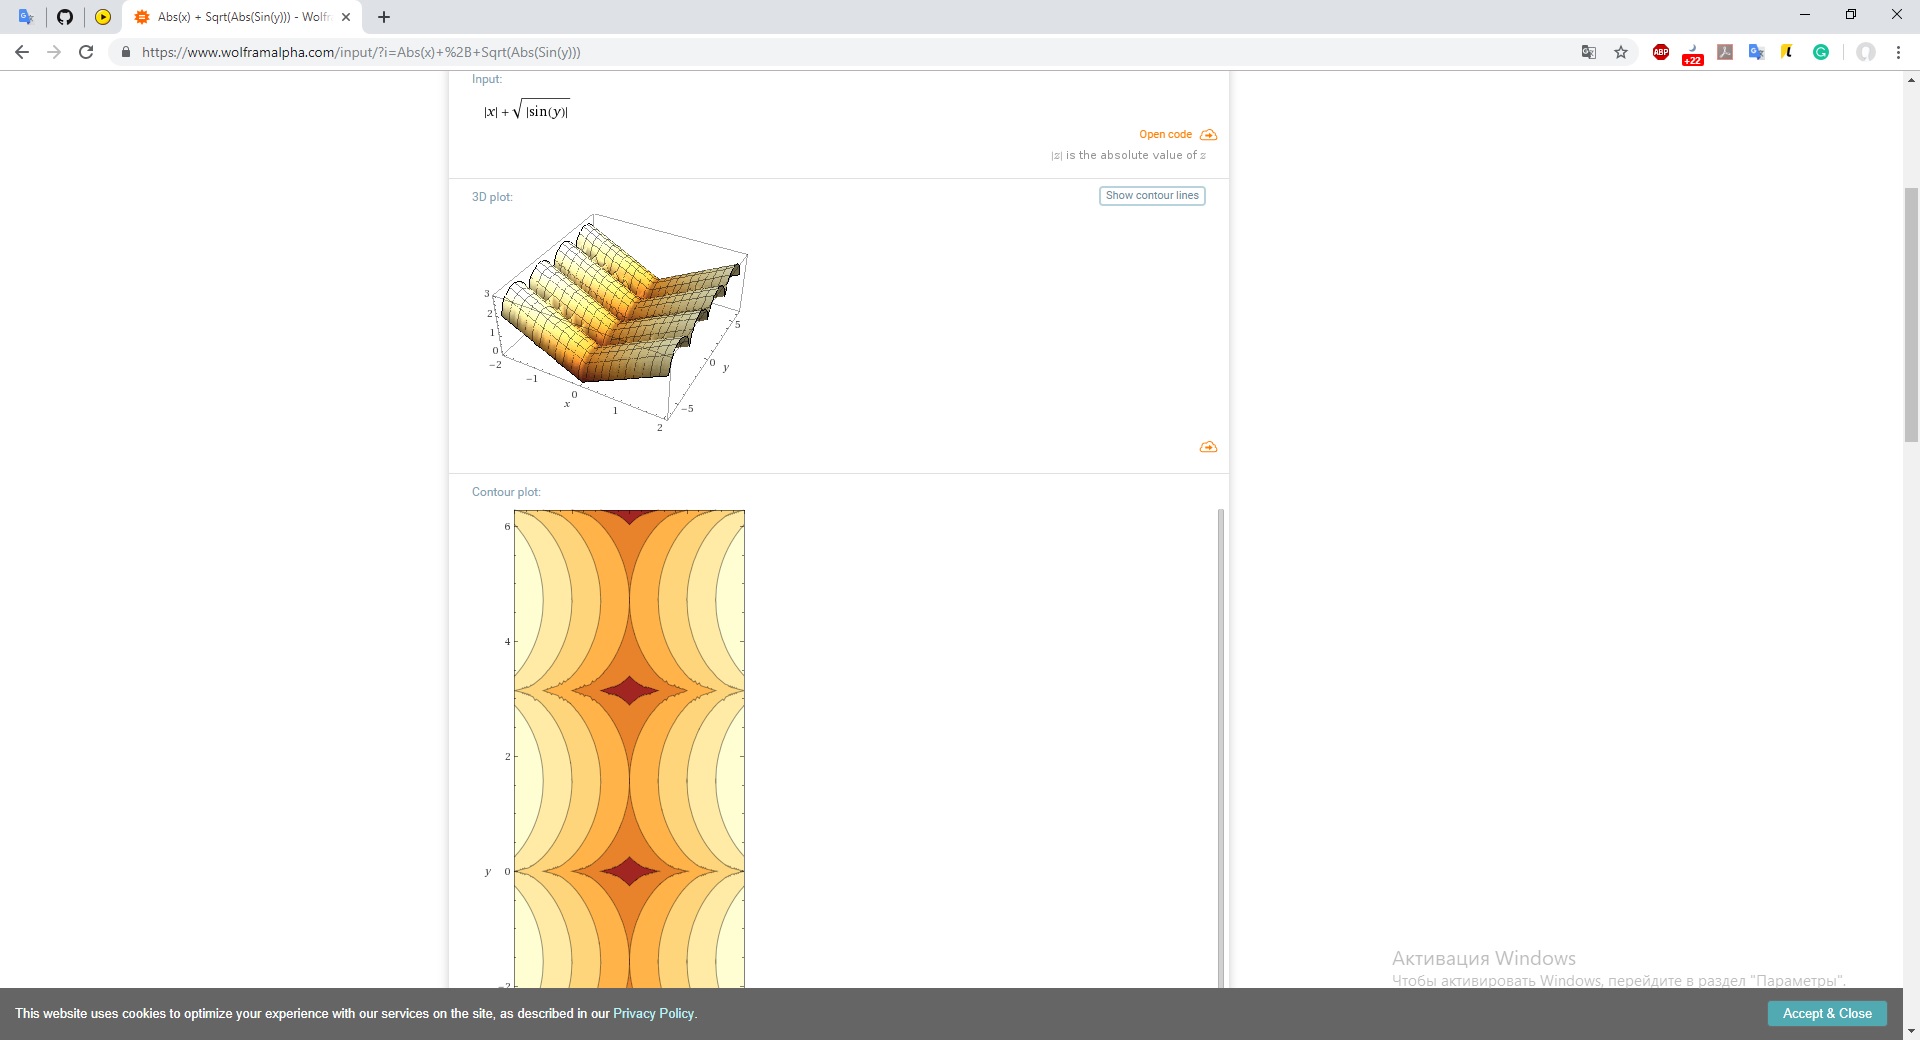 Abs(x) + Sqrt(Abs(Sin(y))) - Wolfr
https://www.wolframalpha.com/input/?i=Abs(x)+%2B+Sqrt(Abs(Sin(y)))
ABP
+22
Input:
|x| + √|sin(y)|
Open code
|z| is the absolute value of z
3D plot:
Show contour lines
3
2
1
0
−2
−1
0
x
1
2
5
0
y
−5
Contour plot:
6
4
2
y 0
−2
Активация Windows
Чтобы активировать Windows, перейдите в раздел "Параметры".
This website uses cookies to optimize your experience with our services on the site, as described in our Privacy Policy.
Accept & Close